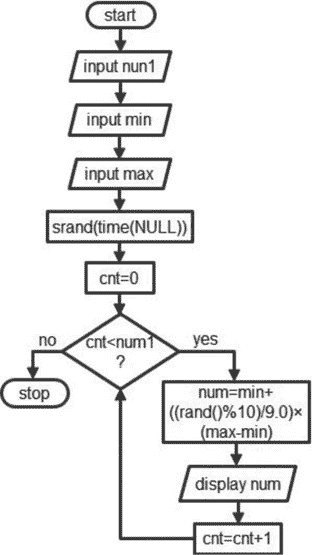 start
input nun1
input min
input max
srand(time(NULL))
cnt=0
cnt<num1
?
no
yes
stop
num=min+
((rand()%10)/9.0)×
(max-min)
display num
cnt=cnt+1